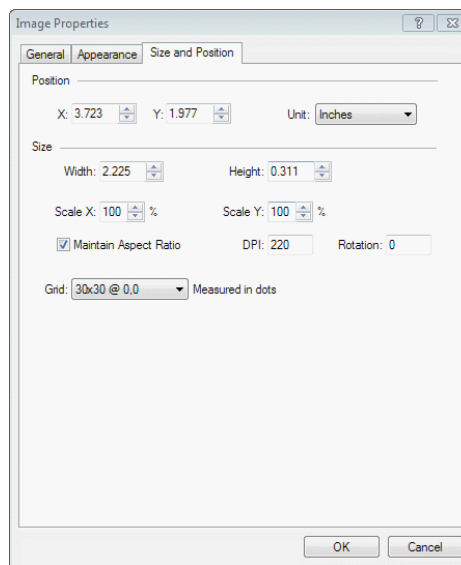 Image Properties
General Appearance Size and Position
Position
X: 3.723 Y: 1.977 Unit: Inches
Size
Width: 2.225 Height: 0.311
Scale X: 100 % Scale Y: 100 %
Maintain Aspect Ratio DPI: 220 Rotation: 0
Grid: 30x30 @ 0,0 Measured in dots
OK Cancel